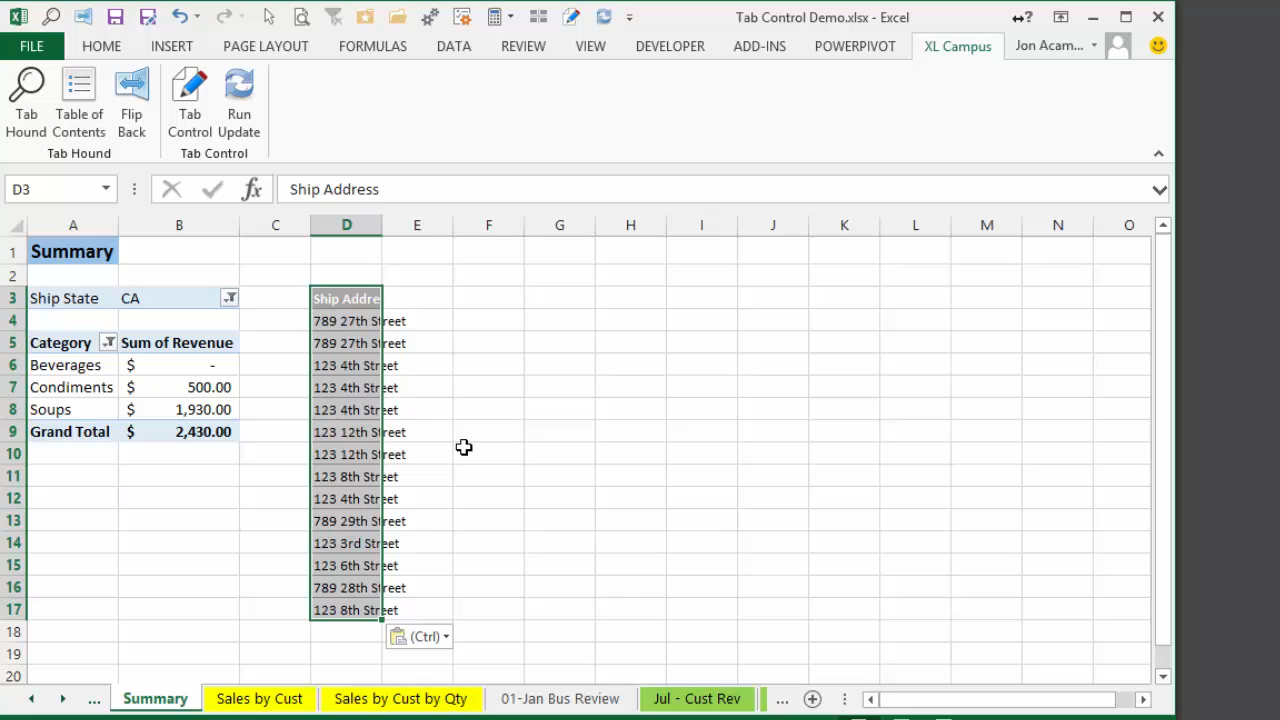 Tab Control Demo.xlsx - Excel
FILE HOME INSERT PAGE LAYOUT FORMULAS DATA REVIEW VIEW DEVELOPER ADD-INS POWERPIVOT XL Campus Jon Acam...
Tab Hound
Table of Contents
Flip Back
Tab Control
Run Update
Tab Hound Tab Control
D3 fx Ship Address
A B C D E F G H I J K L M N O
1 Summary
2
3 Ship State CA Ship Addre
4 789 27th Street
5 Category Sum of Revenue 789 27th Street
6 Beverages $ - 123 4th Street
7 Condiments $ 500.00 123 4th Street
8 Soups $ 1,930.00 123 4th Street
9 Grand Total $ 2,430.00 123 12th Street
10 123 12th Street
11 123 8th Street
12 123 4th Street
13 789 29th Street
14 123 3rd Street
15 123 6th Street
16 789 28th Street
17 123 8th Street
18 (Ctrl)
19
20
... Summary Sales by Cust Sales by Cust by Qty 01-Jan Bus Review Jul - Cust Rev ...